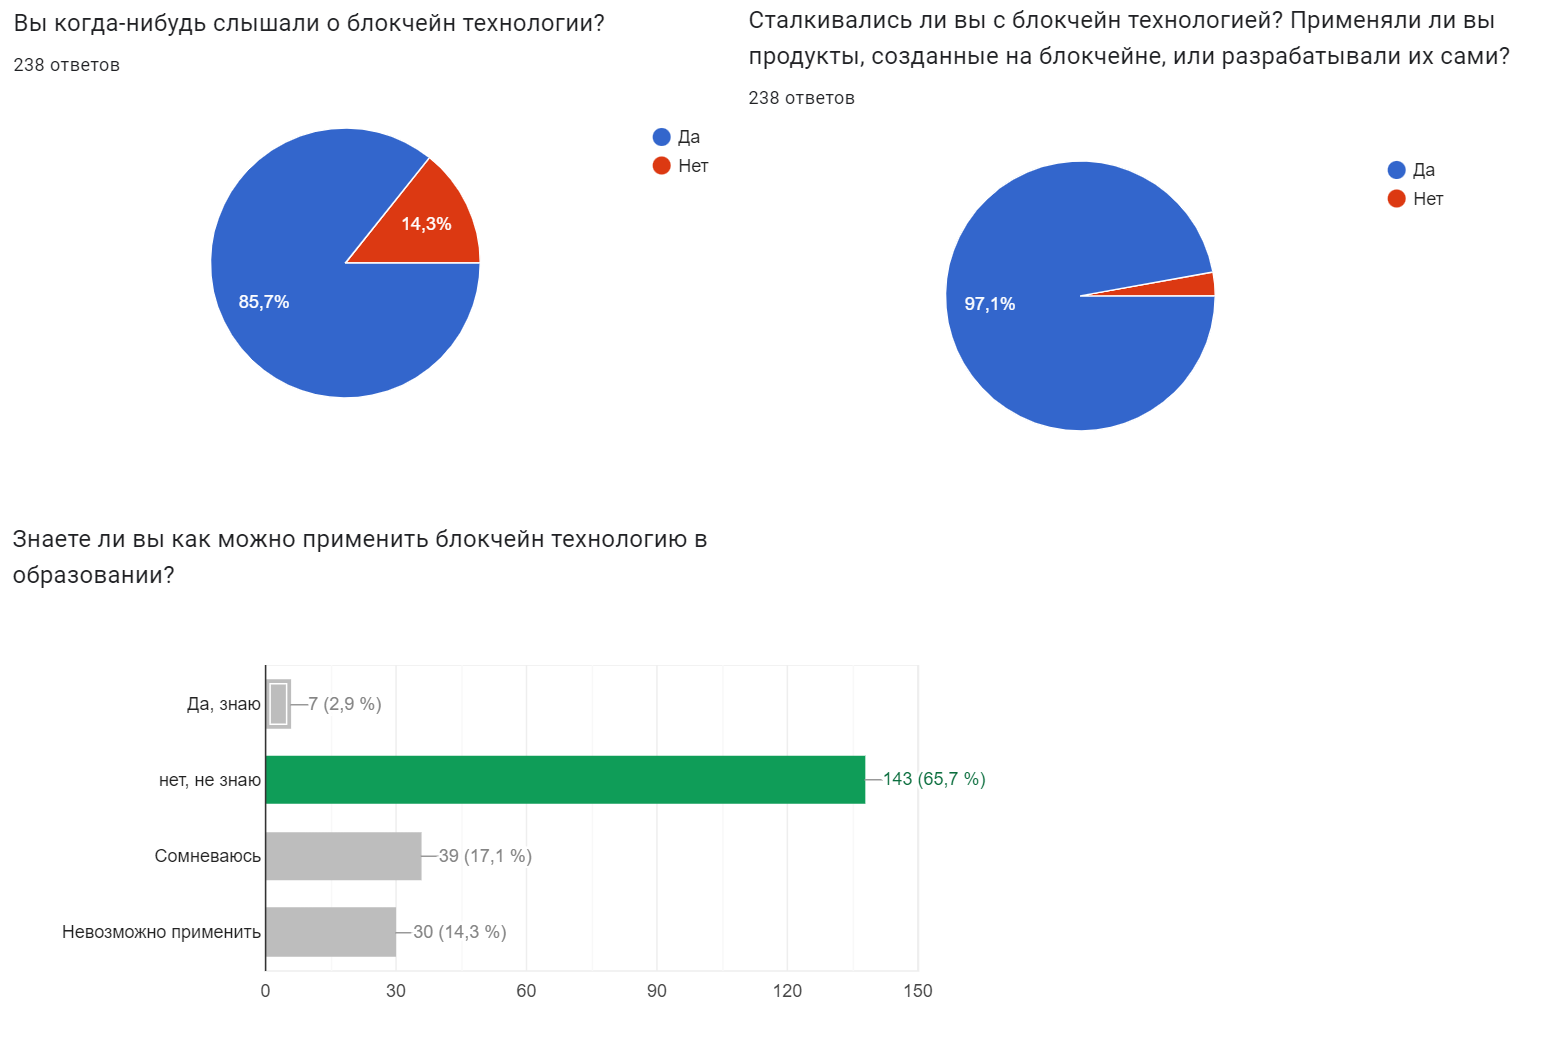 Вы когда-нибудь слышали о блокчейн технологии?
238 ответов
Да
Нет
14,3%
85,7%
Сталкивались ли вы с блокчейн технологией? Применяли ли вы
продукты, созданные на блокчейне, или разрабатывали их сами?
238 ответов
Да
Нет
97,1%
Знаете ли вы как можно применить блокчейн технологию в
образовании?
Да, знаю
7 (2,9 %)
нет, не знаю
143 (65,7 %)
Сомневаюсь
39 (17,1 %)
Невозможно применить
30 (14,3 %)
0 30 60 90 120 150